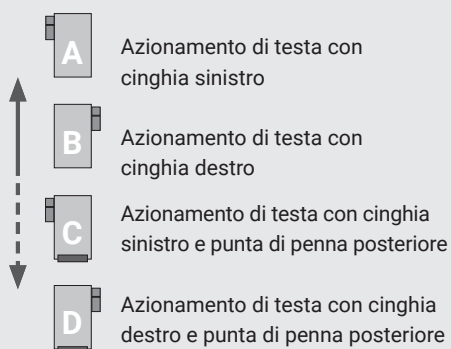 A
Azionamento di testa con
cinghia sinistro
B
Azionamento di testa con
cinghia destro
C
Azionamento di testa con cinghia
sinistro e punta di penna posteriore
D
Azionamento di testa con cinghia
destro e punta di penna posteriore